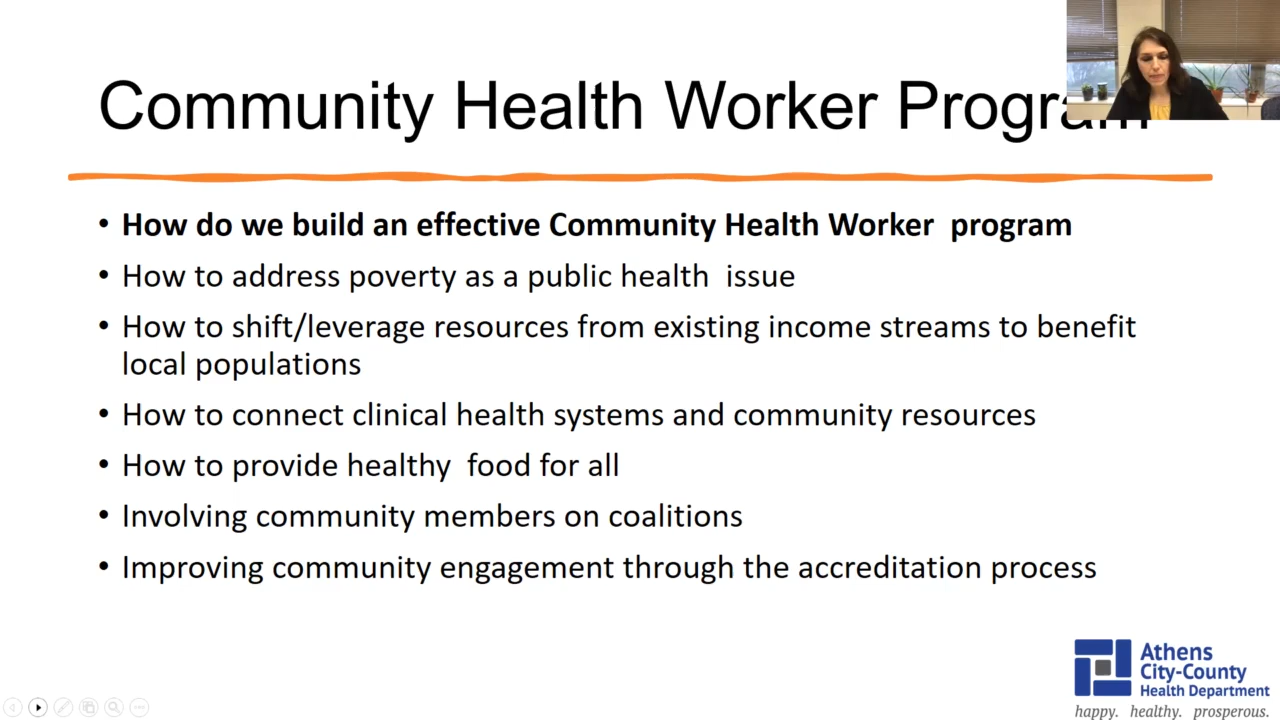 Community Health Worker Program
• How do we build an effective Community Health Worker  program
• How to address poverty as a public health  issue
• How to shift/leverage resources from existing income streams to benefit
local populations
• How to connect clinical health systems and community resources
• How to provide healthy  food for all
• Involving community members on coalitions
• Improving community engagement through the accreditation process
Athens
City-County
Health Department
happy. healthy. prosperous.